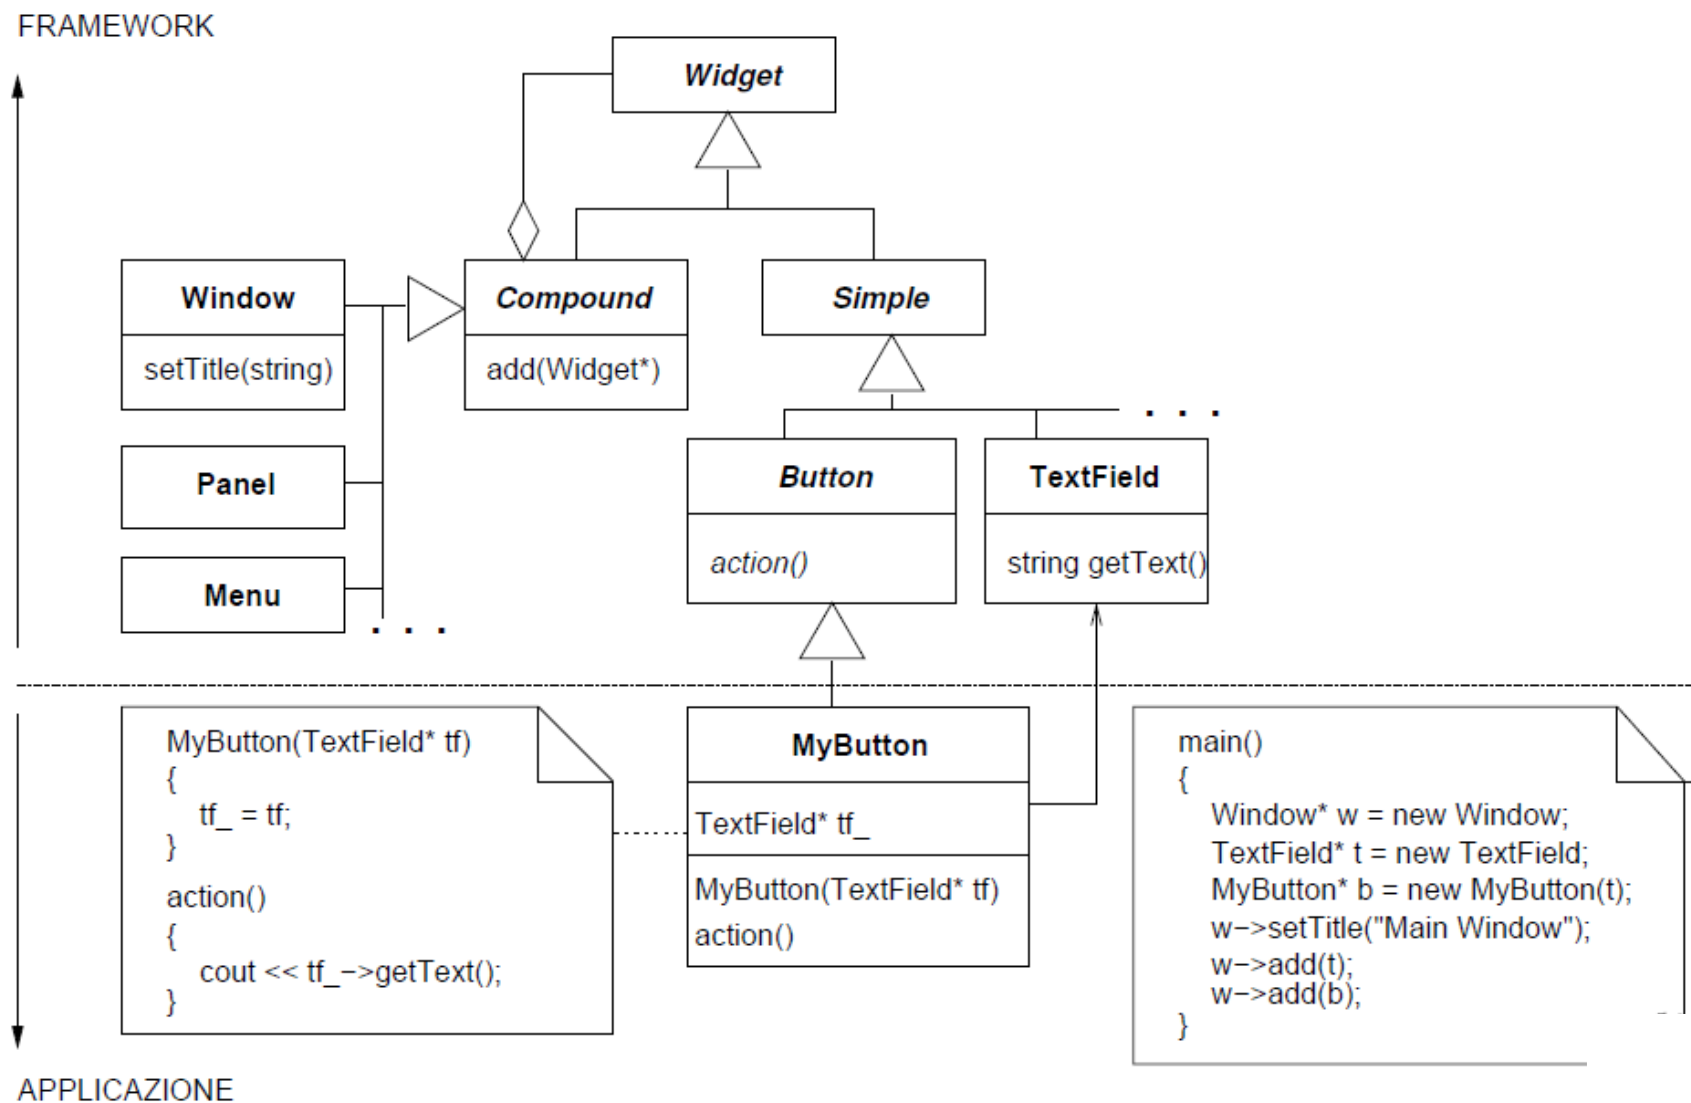 FRAMEWORK
Widget
Window
setTitle(string)
Compound
add(Widget*)
Simple
. . .
Panel
Button
action()
TextField
string getText()
Menu
. . .
MyButton(TextField* tf)
{
tf_ = tf;
}
action()
{
cout << tf_−>getText();
}
MyButton
TextField* tf_
MyButton(TextField* tf)
action()
main()
{
Window* w = new Window;
TextField* t = new TextField;
MyButton* b = new MyButton(t);
w−>setTitle("Main Window");
w−>add(t);
w−>add(b);
}
APPLICAZIONE